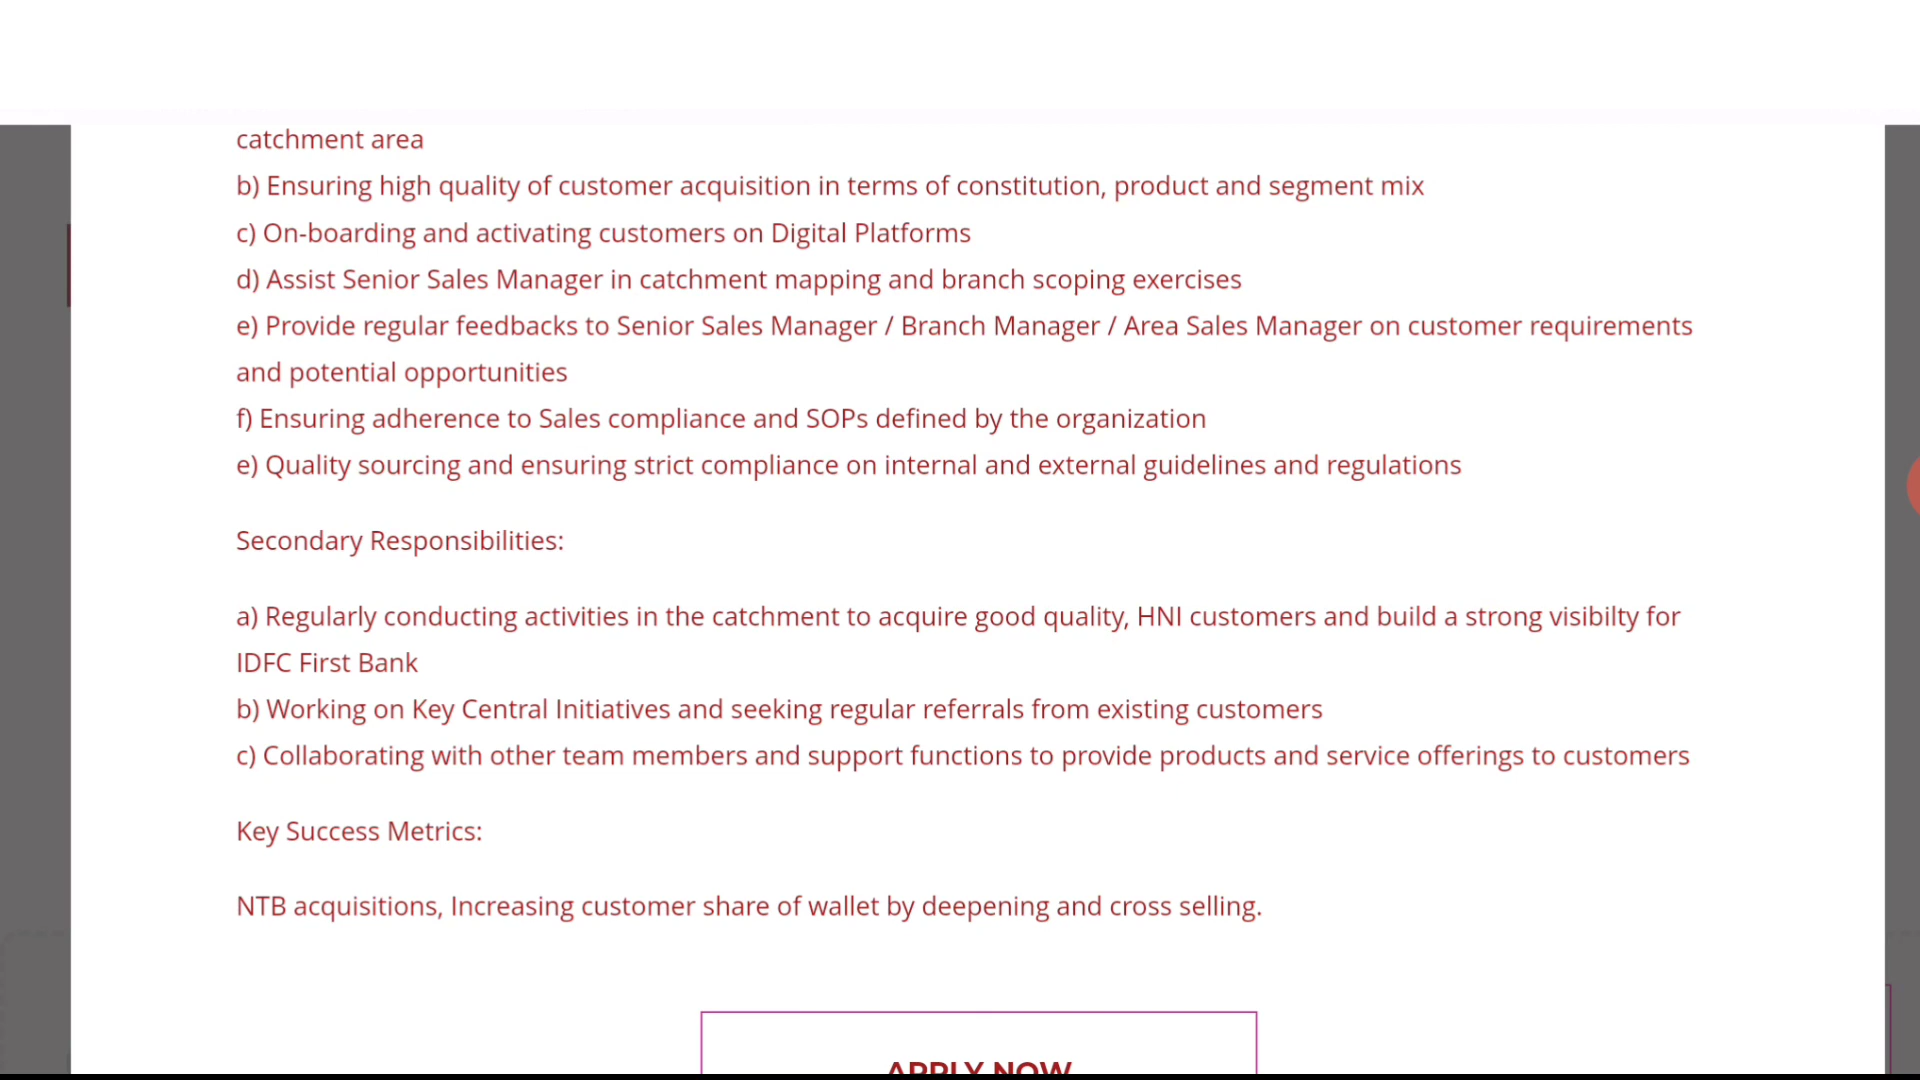 catchment area
b) Ensuring high quality of customer acquisition in terms of constitution, product and segment mix
c) On-boarding and activating customers on Digital Platforms
d) Assist Senior Sales Manager in catchment mapping and branch scoping exercises
e) Provide regular feedbacks to Senior Sales Manager / Branch Manager / Area Sales Manager on customer requirements
and potential opportunities
f) Ensuring adherence to Sales compliance and SOPs defined by the organization
e) Quality sourcing and ensuring strict compliance on internal and external guidelines and regulations
Secondary Responsibilities:
a) Regularly conducting activities in the catchment to acquire good quality, HNI customers and build a strong visibilty for
IDFC First Bank
b) Working on Key Central Initiatives and seeking regular referrals from existing customers
c) Collaborating with other team members and support functions to provide products and service offerings to customers
Key Success Metrics:
NTB acquisitions, Increasing customer share of wallet by deepening and cross selling.
APPLY NOW